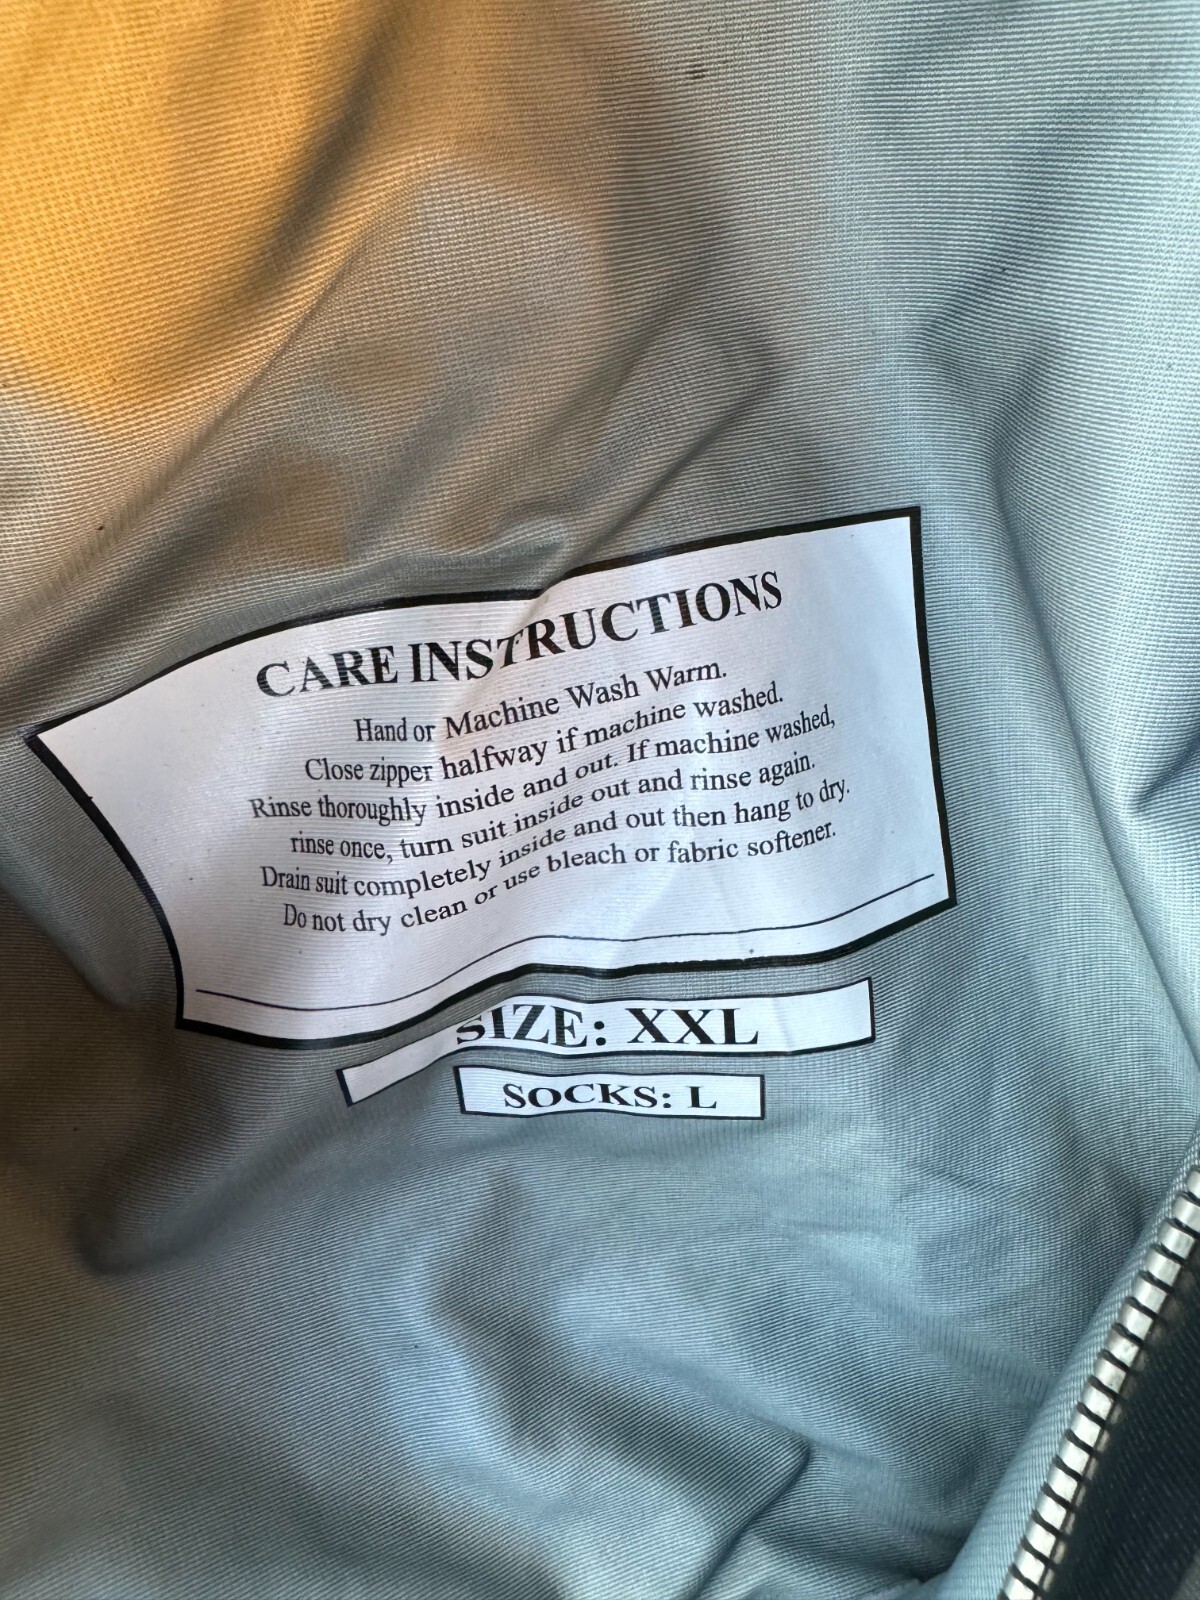 CARE INSTRUCTIONS
Hand or Machine Wash Warm.
Close zipper halfway if machine washed.
Rinse thoroughly inside and out. If machine washed,
rinse once, turn suit inside out and rinse again.
Drain suit completely inside and out then hang to dry.
Do not dry clean or use bleach or fabric softener.
SIZE: XXL
SOCKS: L